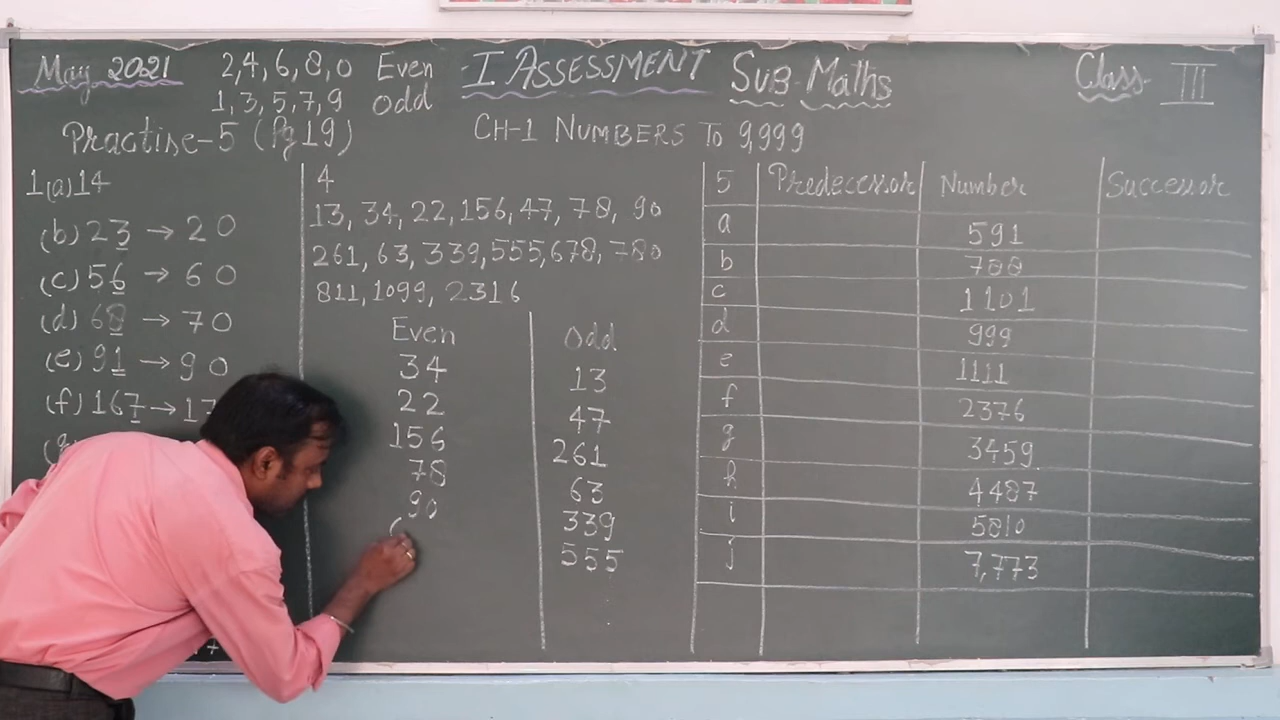 May 2021 2,4,6,8,0 Even
1,3,5,7,9 odd
I ASSESSMENT SUB-Maths Class III
Practise-5 (Pg 19)
CH-1 NUMBERS TO 9,999
1(a) 14
(b) 23 → 20
(c) 56 → 60
(d) 68 → 70
(e) 91 → 90
(f) 167 → 17
(g)
4
13, 34, 22, 156, 47, 78, 90
261, 63, 339, 555, 678, 780
811, 1099, 2316
Even
34
22
156
78
90
Odd
13
47
261
63
339
555
5 Predecessor Number Successor
a 591
b 788
c 1101
d 999
e 1111
f 2376
g 3459
h 4487
i 5810
j 7,773